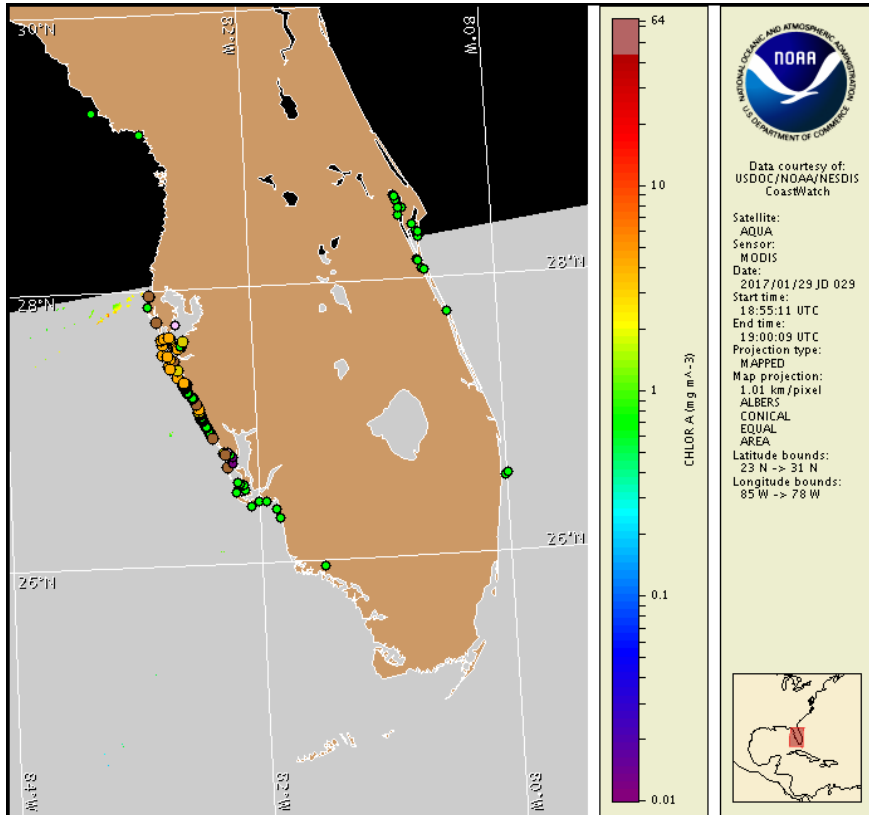 30°N
82°W
80°W
28°N
28°N
26°N
26°N
84°W
82°W
80°W
64
10
1
0.1
0.01
CHLOR A (mg m^-3)
NATIONAL OCEANIC AND ATMOSPHERIC ADMINISTRATION
NOAA
U.S. DEPARTMENT OF COMMERCE
Data courtesy of:
USDOC/NOAA/NESDIS
CoastWatch
Satellite:
AQUA
Sensor:
MODIS
Date:
2017/01/29 JD 029
Start time:
18:55:11 UTC
End time:
19:00:09 UTC
Projection type:
MAPPED
Map projection:
1.01 km/pixel
ALBERS
CONICAL
EQUAL
AREA
Latitude bounds:
23 N -> 31 N
Longitude bounds:
85 W -> 78 W